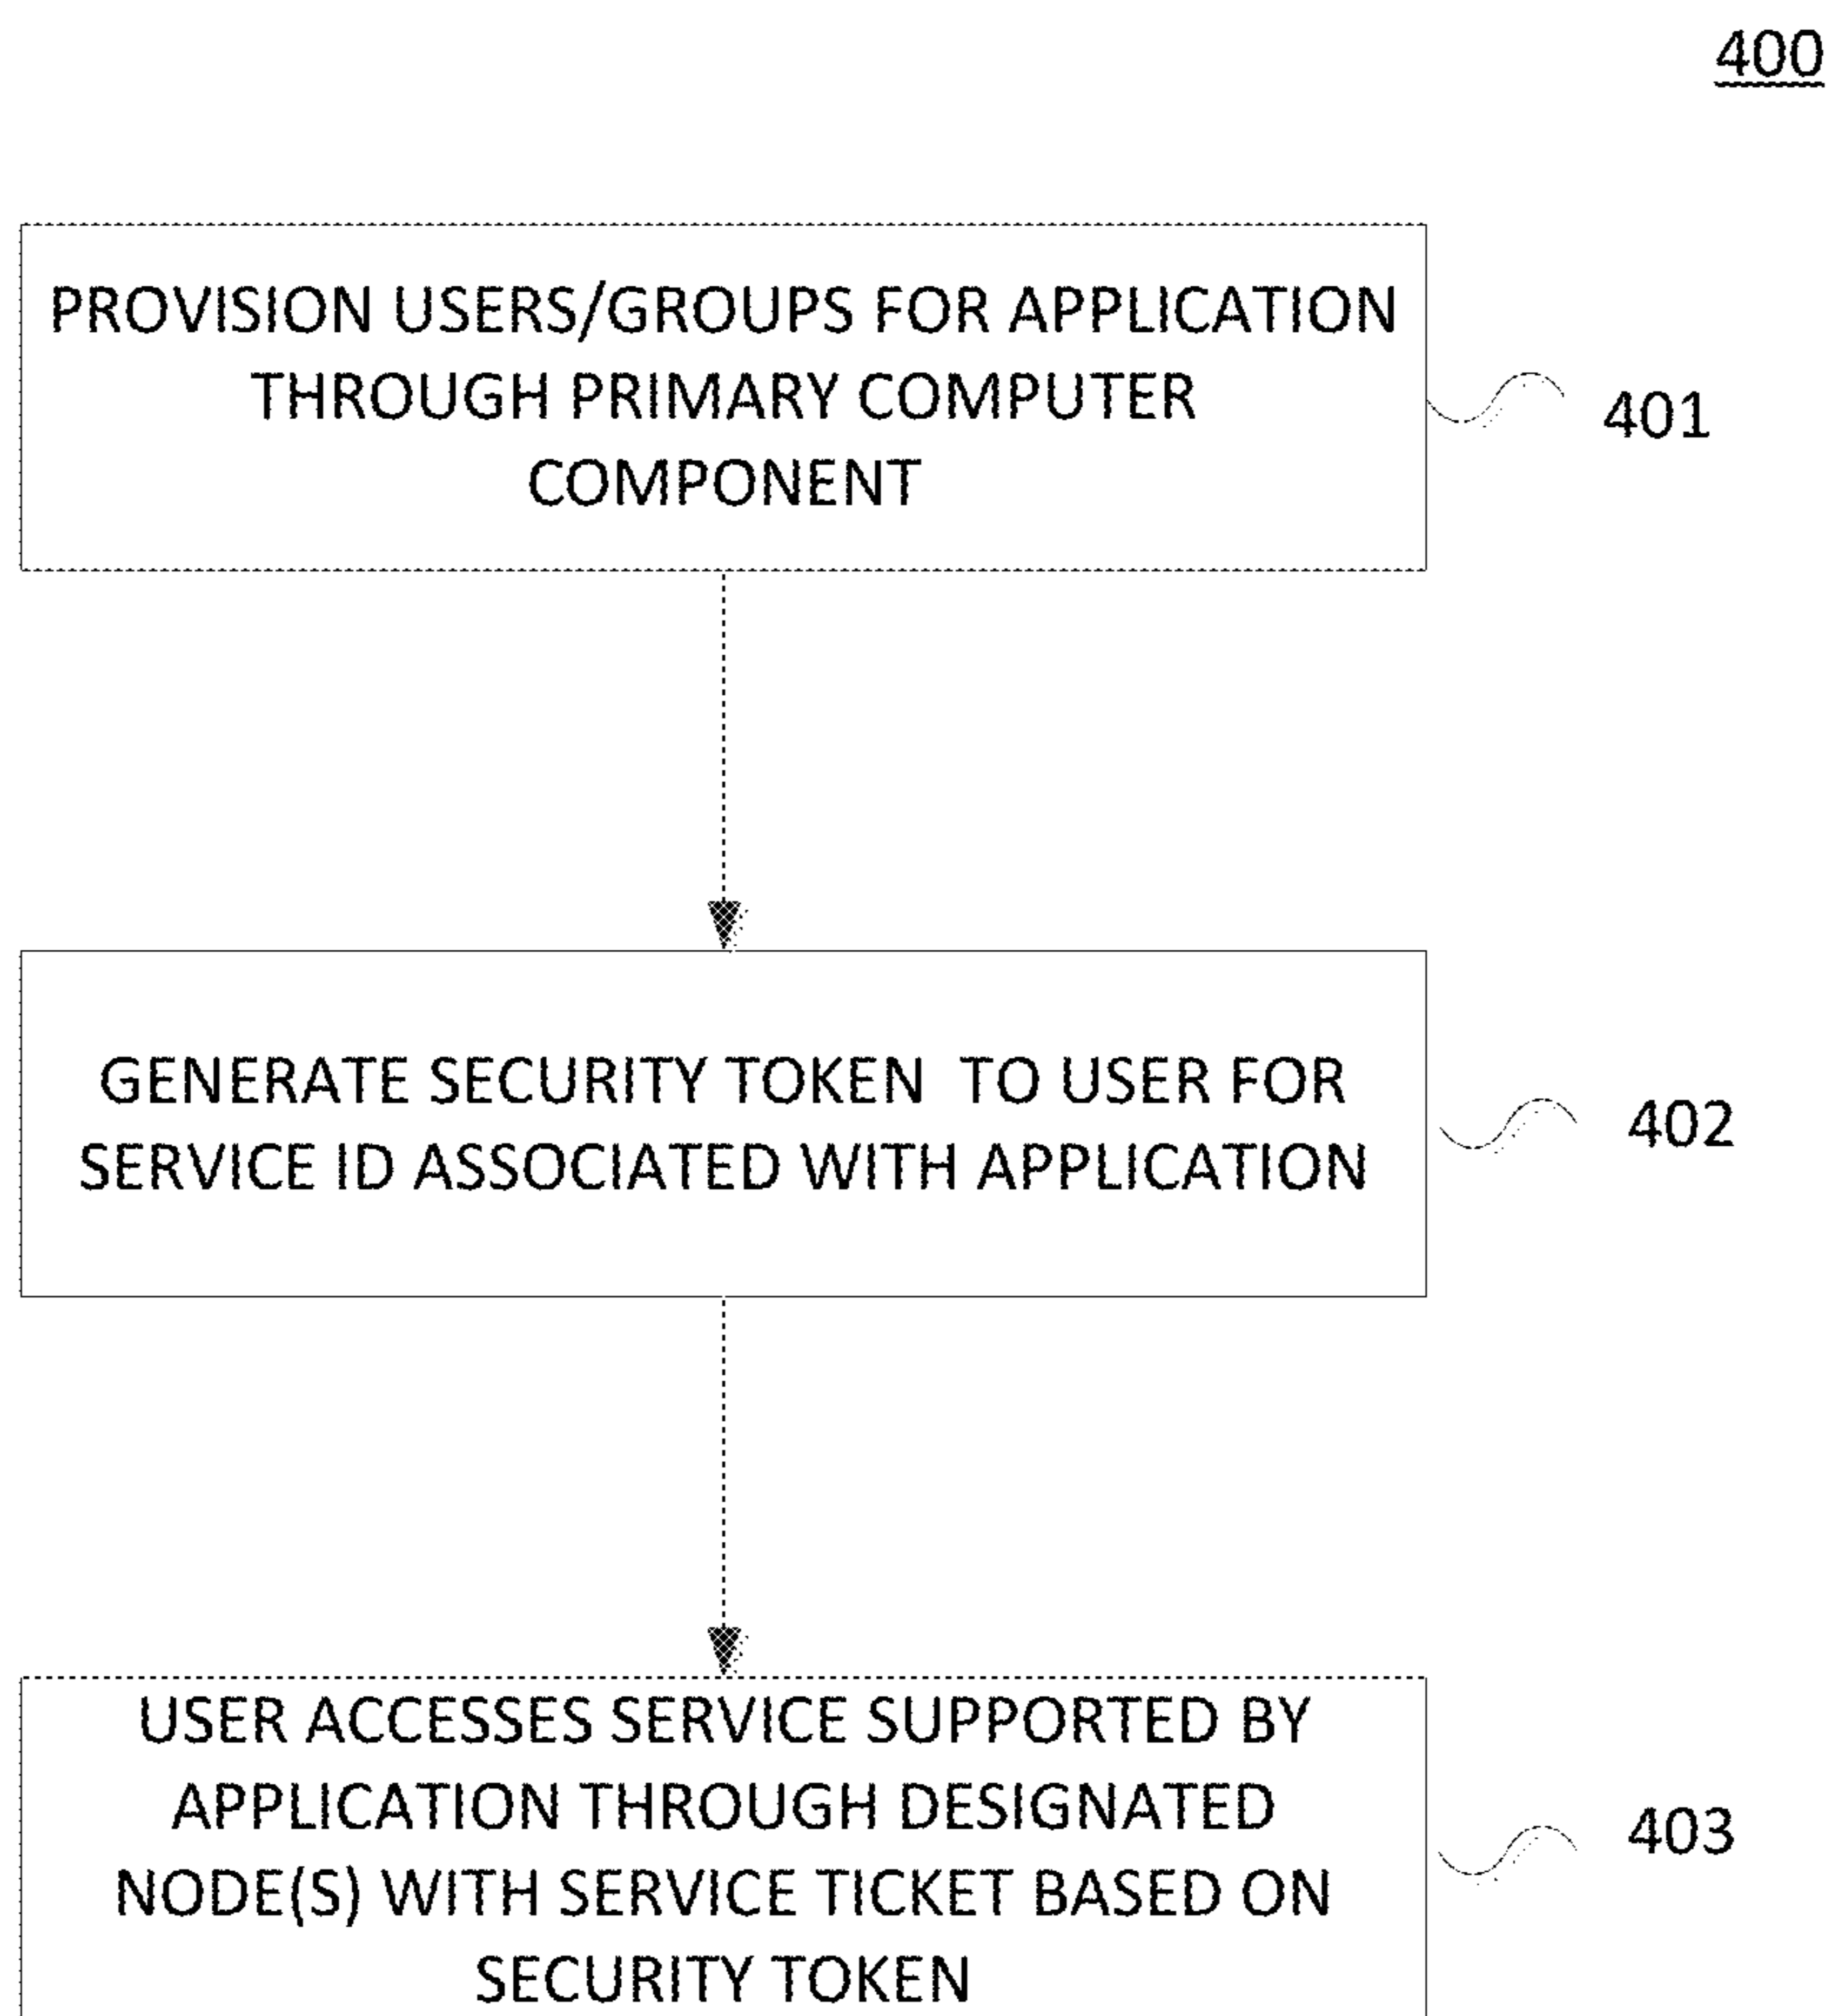 400
PROVISION USERS/GROUPS FOR APPLICATION
THROUGH PRIMARY COMPUTER
COMPONENT
401
GENERATE SECURITY TOKEN TO USER FOR
SERVICE ID ASSOCIATED WITH APPLICATION
402
USER ACCESSES SERVICE SUPPORTED BY
APPLICATION THROUGH DESIGNATED
NODE(S) WITH SERVICE TICKET BASED ON
SECURITY TOKEN
403